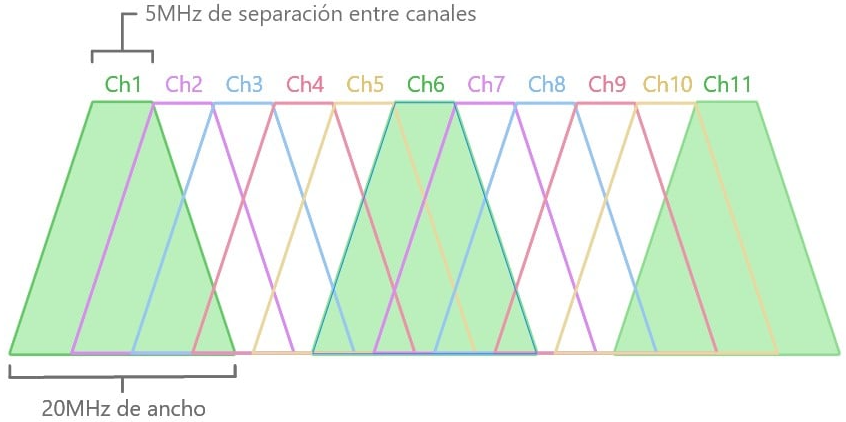 5MHz de separación entre canales
Ch1 Ch2 Ch3 Ch4 Ch5 Ch6 Ch7 Ch8 Ch9 Ch10 Ch11
20MHz de ancho